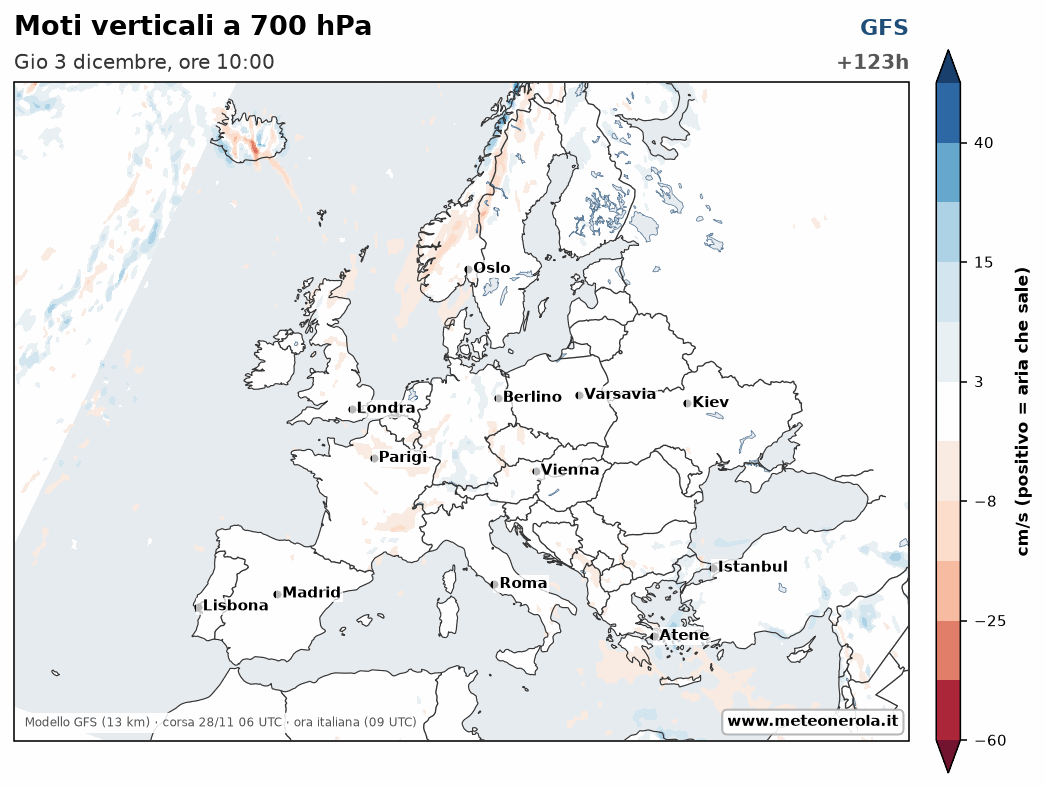 Moti verticali a 700 hPa
GFS
Gio 3 dicembre, ore 10:00
+123h
40
15
3
−8
−25
−60
cm/s (positivo = aria che sale)
Oslo
Berlino
Varsavia
Kiev
Londra
Parigi
Vienna
Istanbul
Roma
Madrid
Lisbona
Atene
Modello GFS (13 km) · corsa 28/11 06 UTC · ora italiana (09 UTC)
www.meteonerola.it